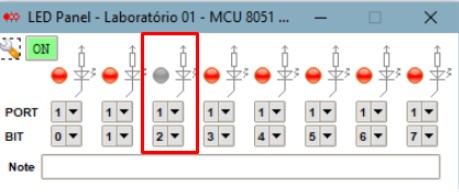 LED Panel - Laboratório 01 - MCU 8051 ...
ON
PORT 1 1 1 1 1 1 1 1
BIT 0 1 2 3 4 5 6 7
Note